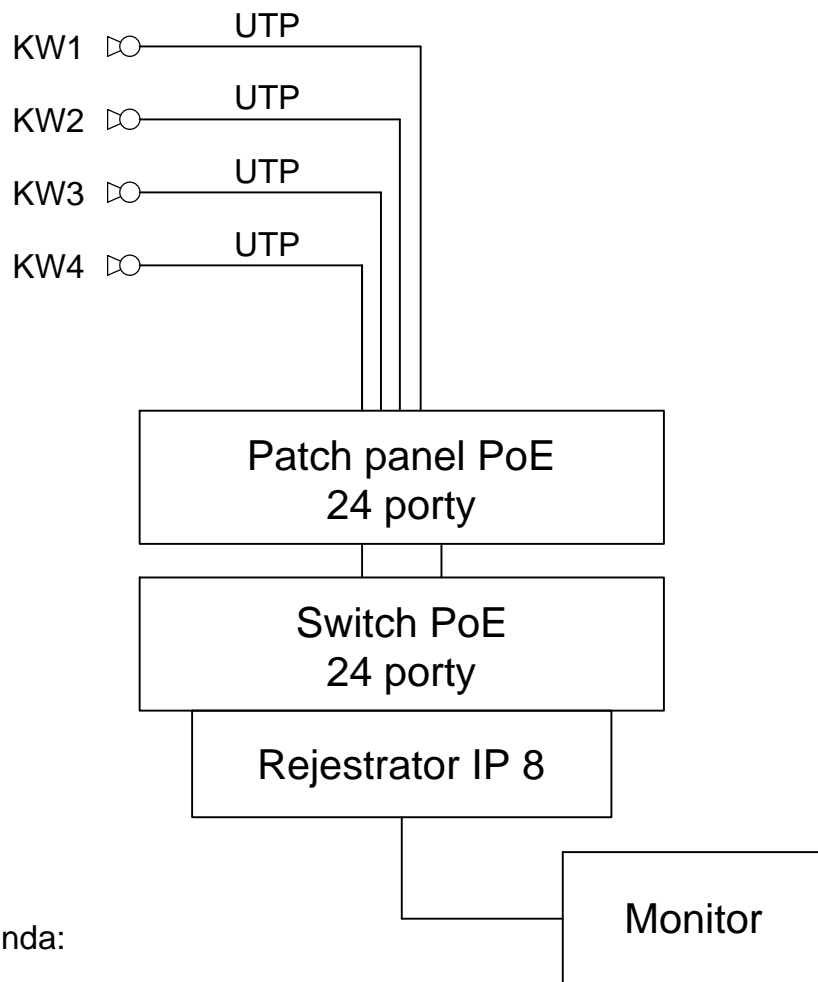 UTP
KW1
UTP
KW2
UTP
KW3
UTP
KW4
Patch panel PoE
24 porty
Switch PoE
24 porty
Rejestrator IP 8
Monitor
nda: